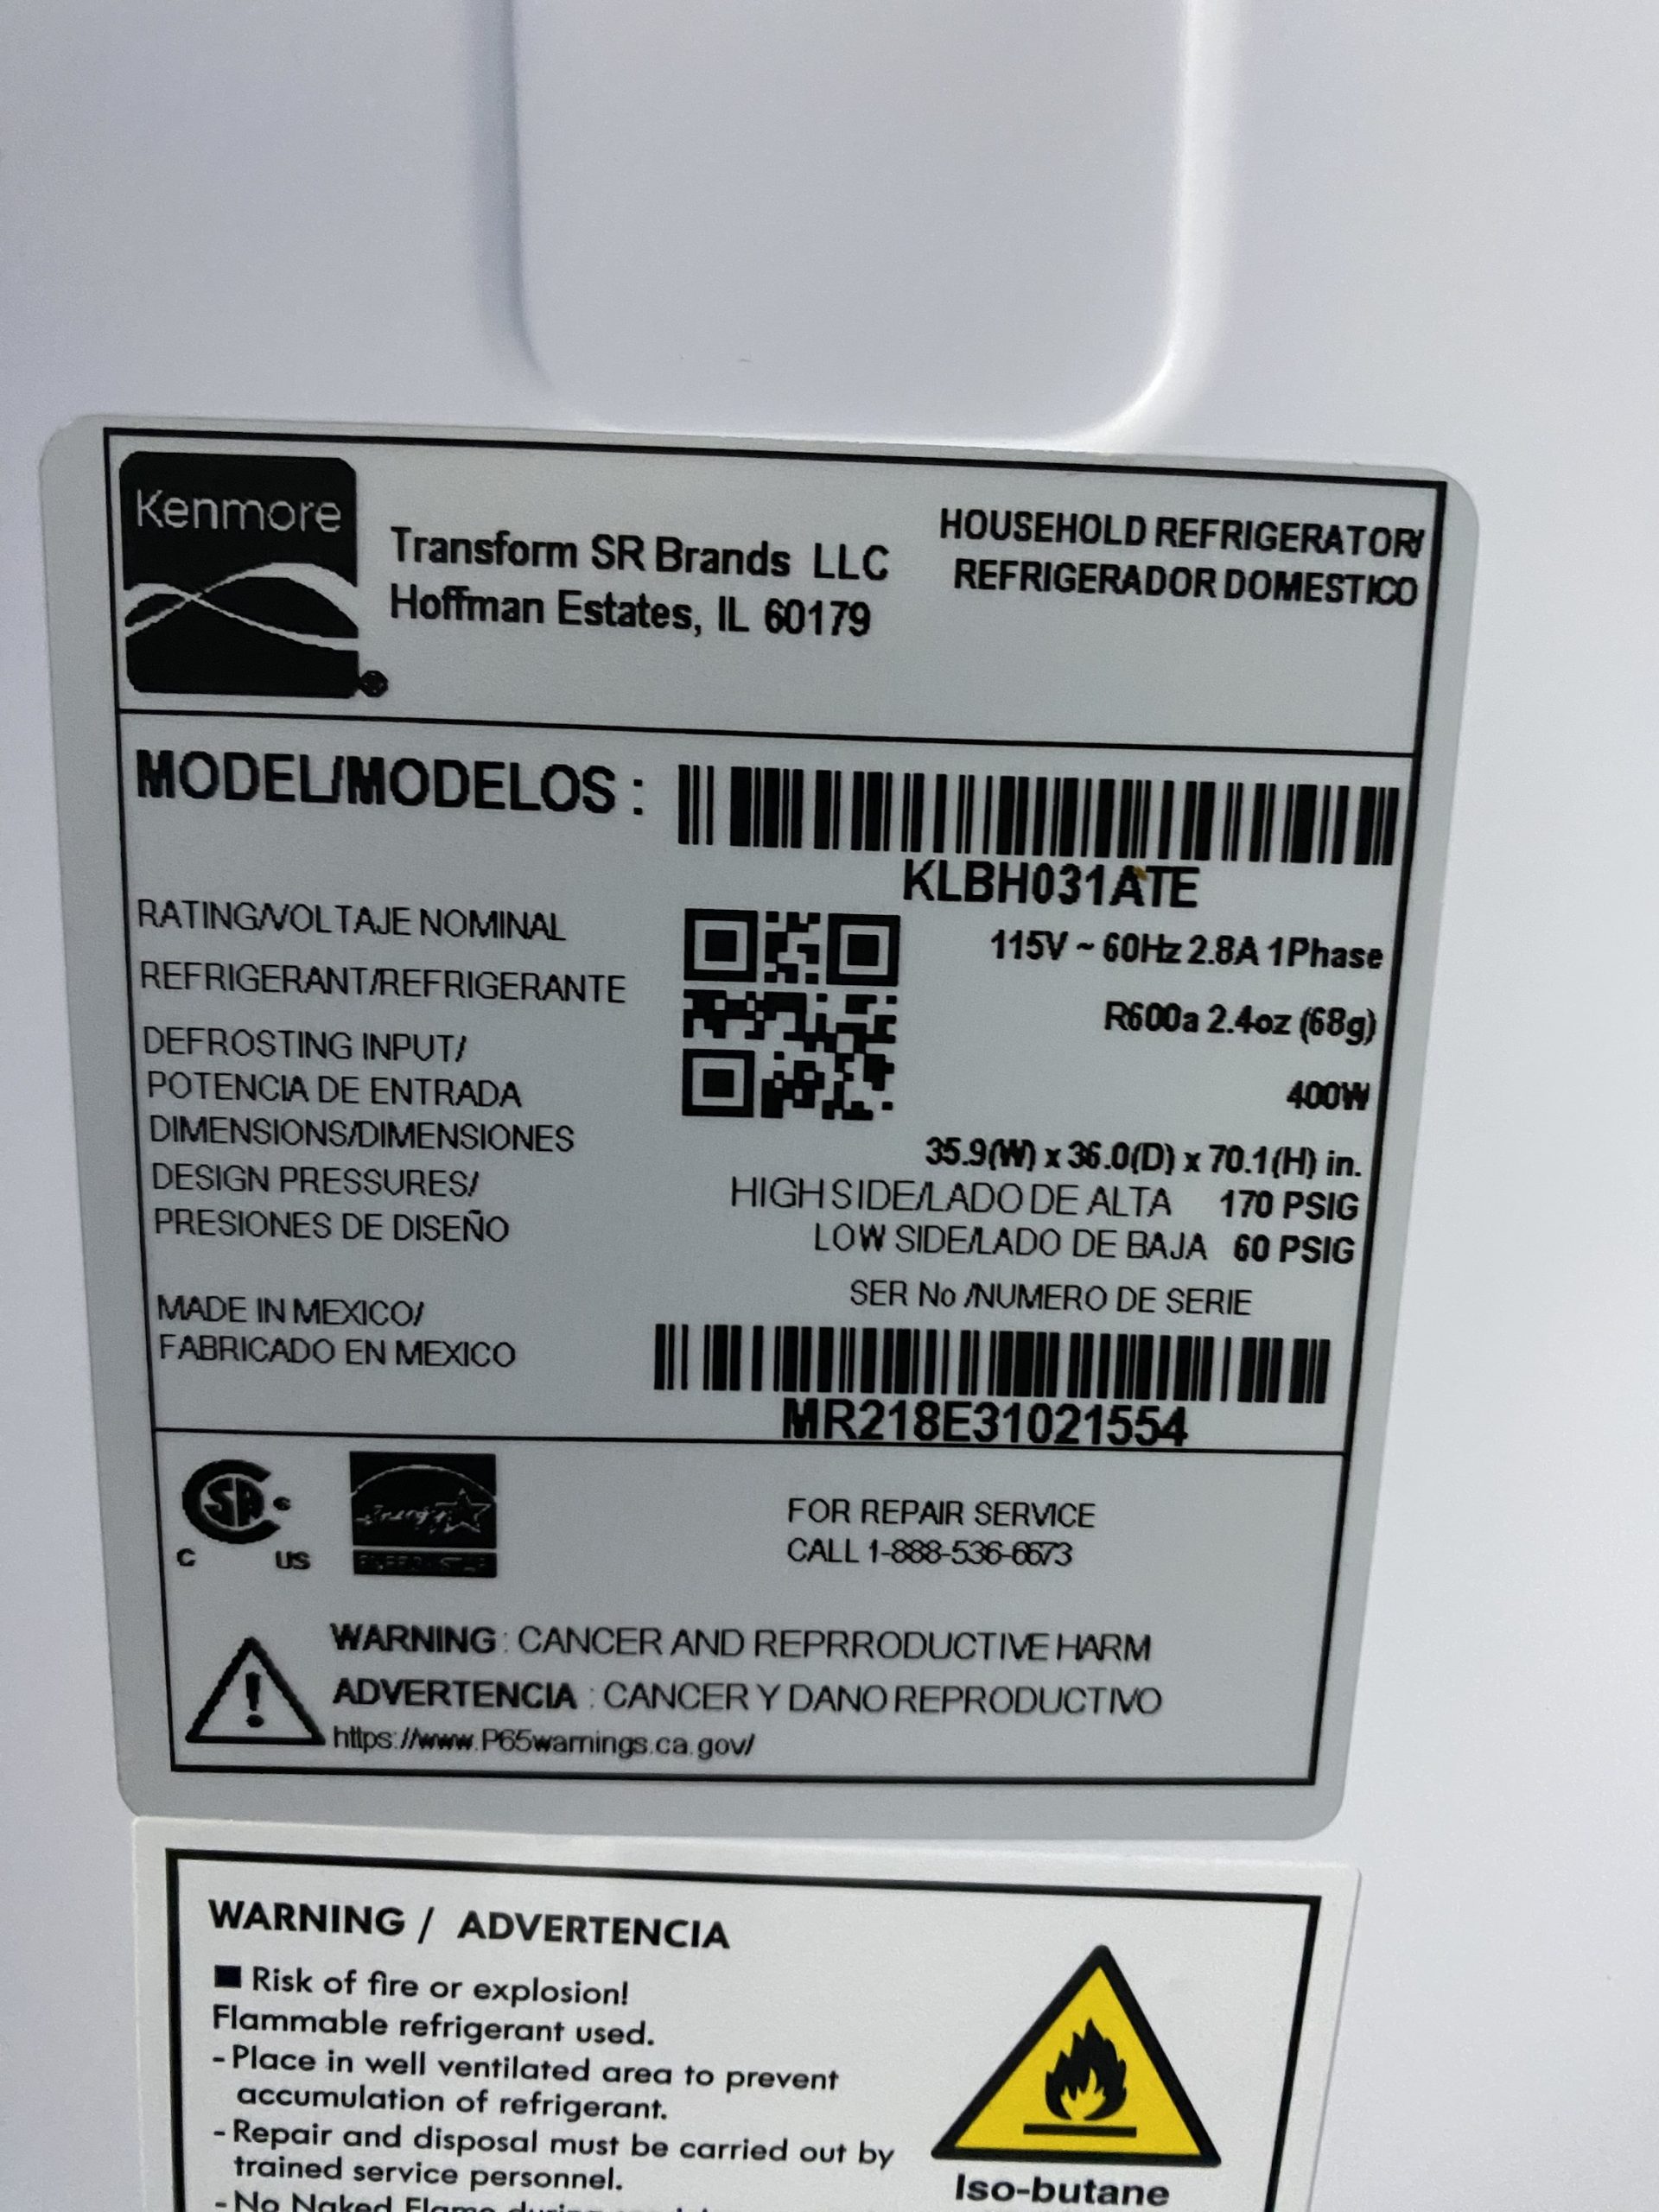 Kenmore
®
Transform SR Brands LLC
Hoffman Estates, IL 60179
HOUSEHOLD REFRIGERATOR/
REFRIGERADOR DOMESTICO
MODEL/MODELOS :
KLBH031ATE
RATING/VOLTAJE NOMINAL
115V ~ 60Hz 2.8A 1Phase
REFRIGERANT/REFRIGERANTE
R600a 2.4oz (68g)
DEFROSTING INPUT/
POTENCIA DE ENTRADA
400W
DIMENSIONS/DIMENSIONES
35.9(W) x 36.0(D) x 70.1(H) in.
DESIGN PRESSURES/
PRESIONES DE DISEÑO
HIGH SIDE/LADO DE ALTA 170 PSIG
LOW SIDE/LADO DE BAJA 60 PSIG
SER No /NUMERO DE SERIE
MADE IN MEXICO/
FABRICADO EN MEXICO
MR218E31021554
SA
C US
energy
FOR REPAIR SERVICE
CALL 1-888-536-6673
WARNING : CANCER AND REPRRODUCTIVE HARM
ADVERTENCIA : CANCER Y DANO REPRODUCTIVO
https://www.P65warnings.ca.gov/
WARNING / ADVERTENCIA
■ Risk of fire or explosion!
Flammable refrigerant used.
- Place in well ventilated area to prevent
accumulation of refrigerant.
- Repair and disposal must be carried out by
trained service personnel.
- No Naked Flame during
Iso-butane